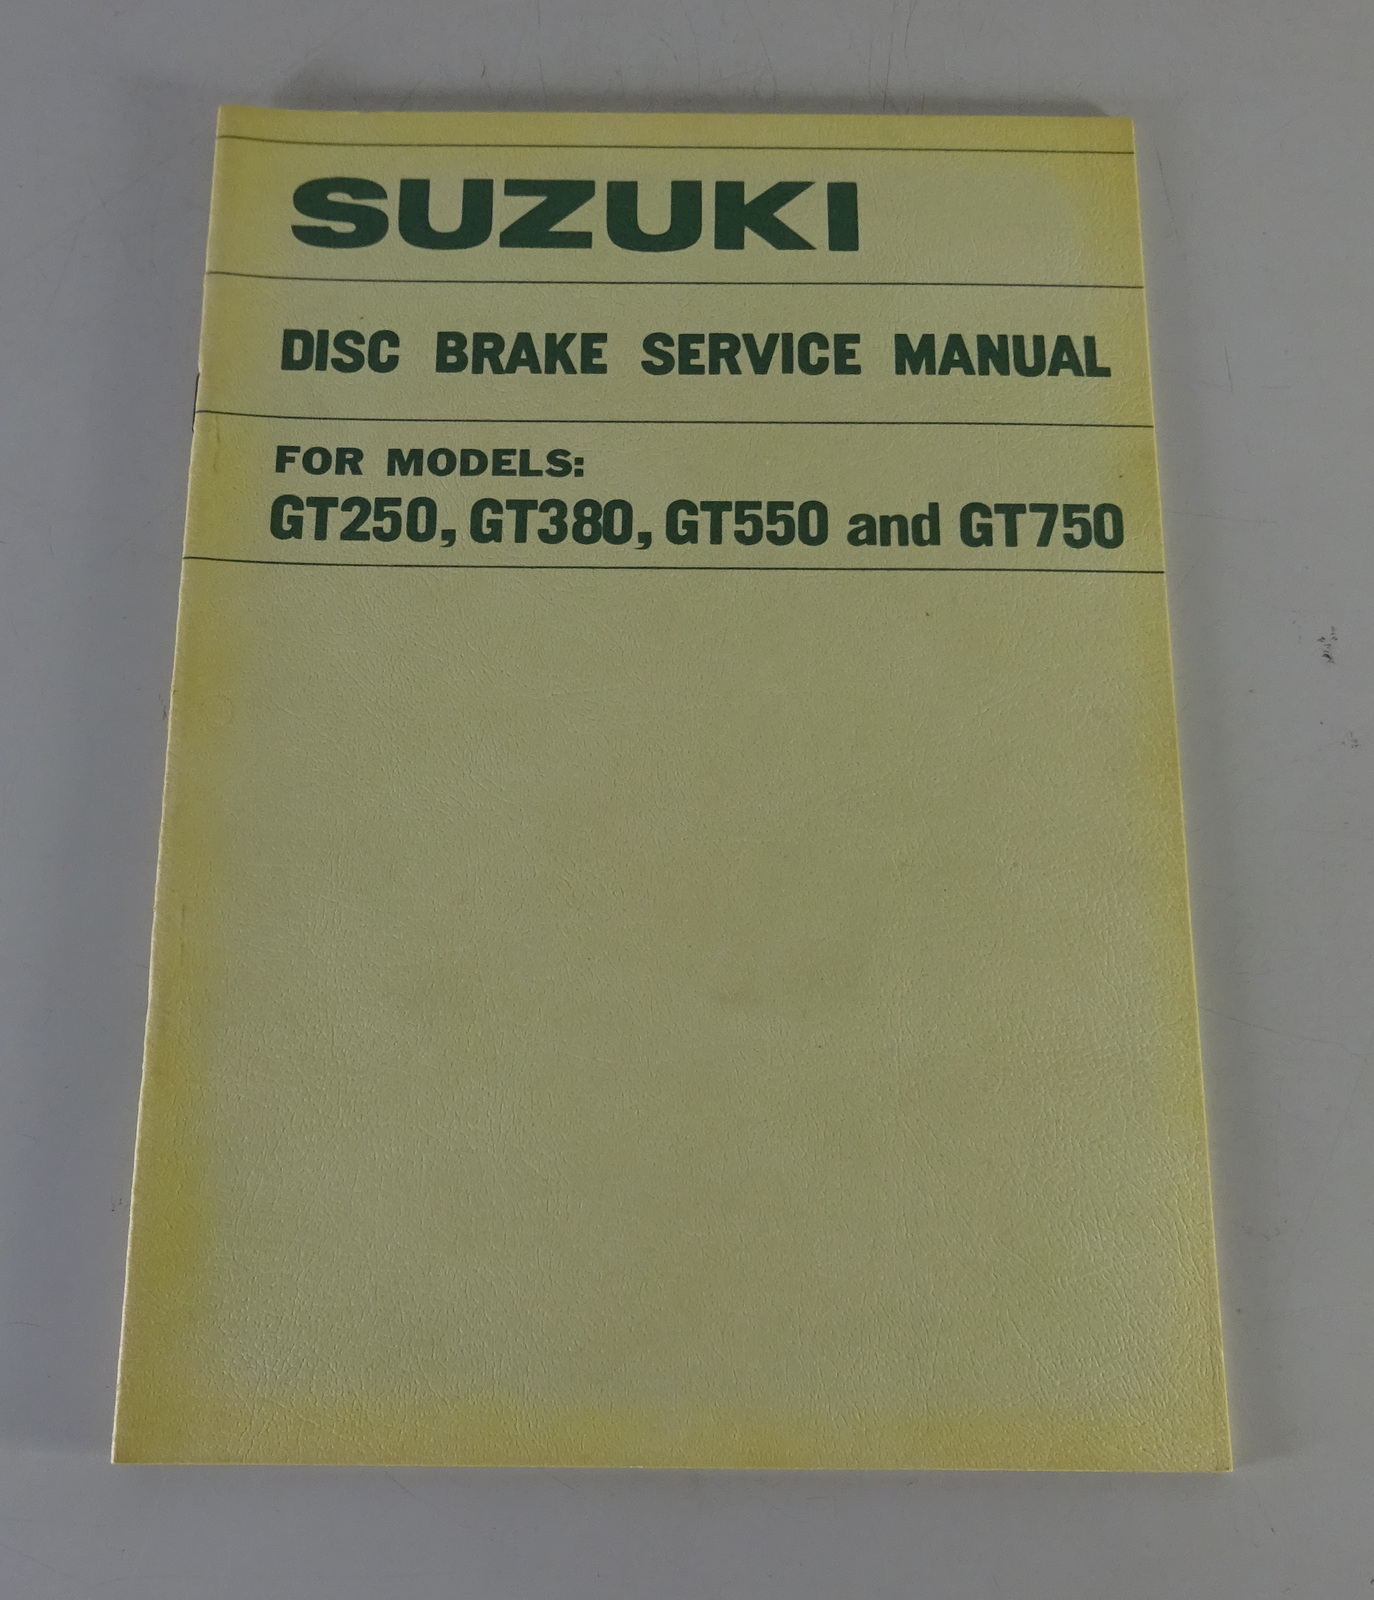 SUZUKI
DISC BRAKE SERVICE MANUAL
FOR MODELS:
GT250, GT380, GT550 and GT750